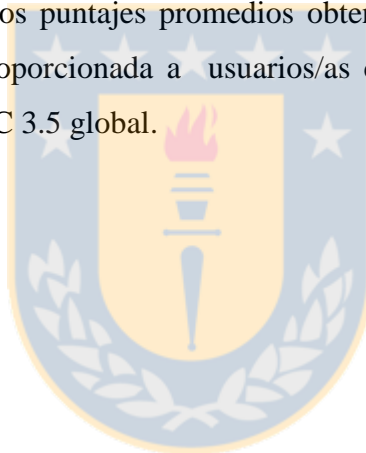 os puntajes promedios obten
oporcionada a usuarios/as
C 3.5 global.